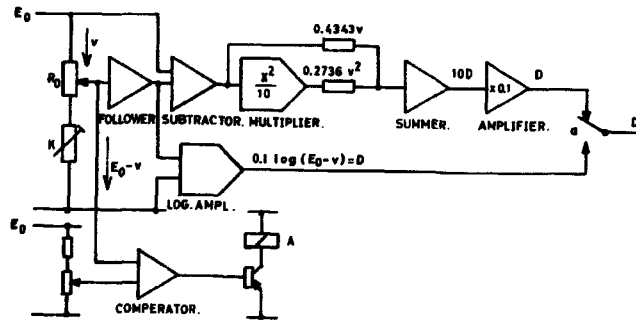 E₀
v
0.4343v
R₀
x²
10
0.2736 v²
10D
x 0.1
D
D
FOLLOWER. SUBTRACTOR. MULTIPLIER.
SUMMER.
AMPLIFIER.
a
K
E₀-v
0.1 log (E₀-v)=D
LOG. AMPL.
E₀
A
COMPERATOR.